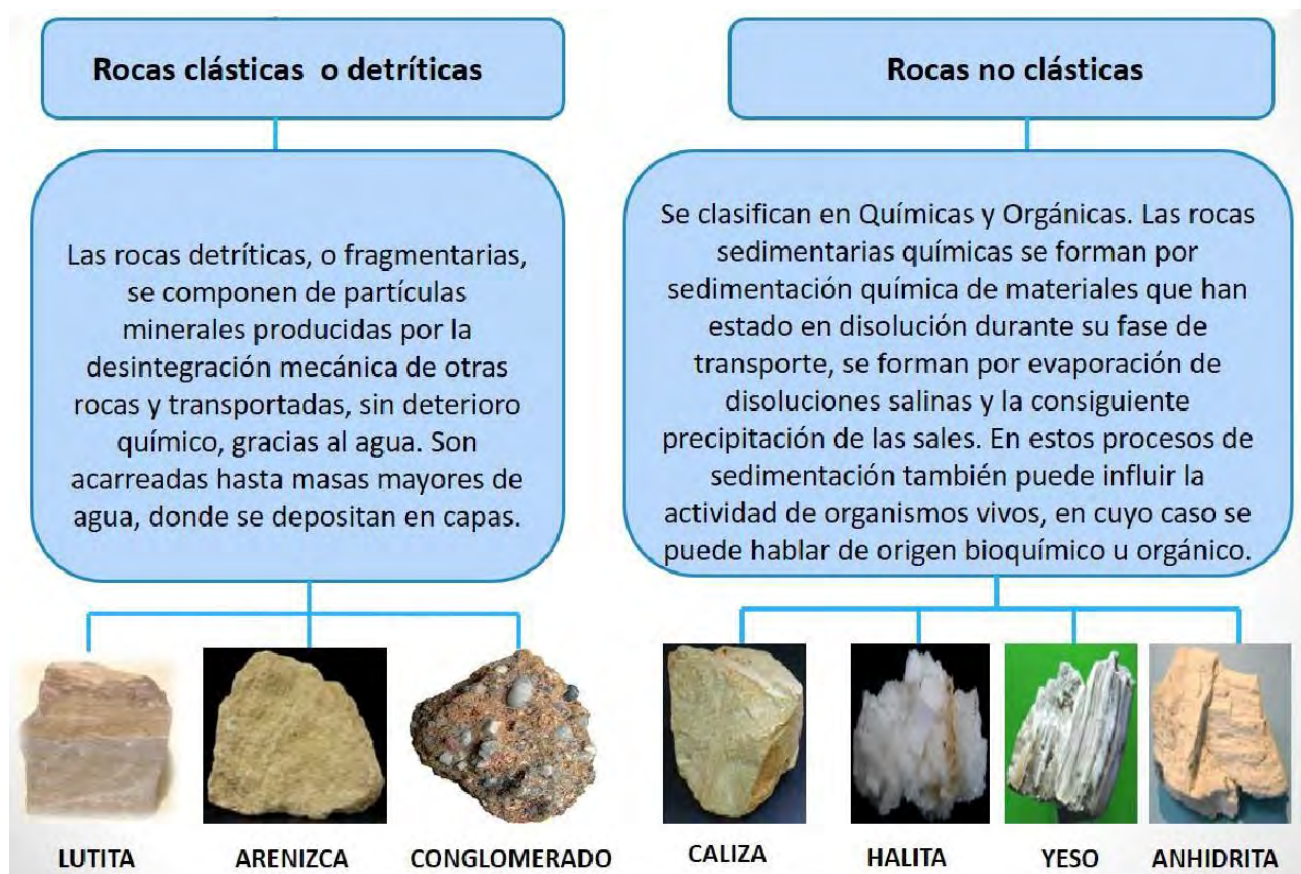 Rocas clásticas o detríticas
Las rocas detríticas, o fragmentarias,
se componen de partículas
minerales producidas por la
desintegración mecánica de otras
rocas y transportadas, sin deterioro
químico, gracias al agua. Son
acarreadas hasta masas mayores de
agua, donde se depositan en capas.
LUTITA
ARENIZCA
CONGLOMERADO
Rocas no clásticas
Se clasifican en Químicas y Orgánicas. Las rocas
sedimentarias químicas se forman por
sedimentación química de materiales que han
estado en disolución durante su fase de
transporte, se forman por evaporación de
disoluciones salinas y la consiguiente
precipitación de las sales. En estos procesos de
sedimentación también puede influir la
actividad de organismos vivos, en cuyo caso se
puede hablar de origen bioquímico u orgánico.
CALIZA
HALITA
YESO
ANHIDRITA